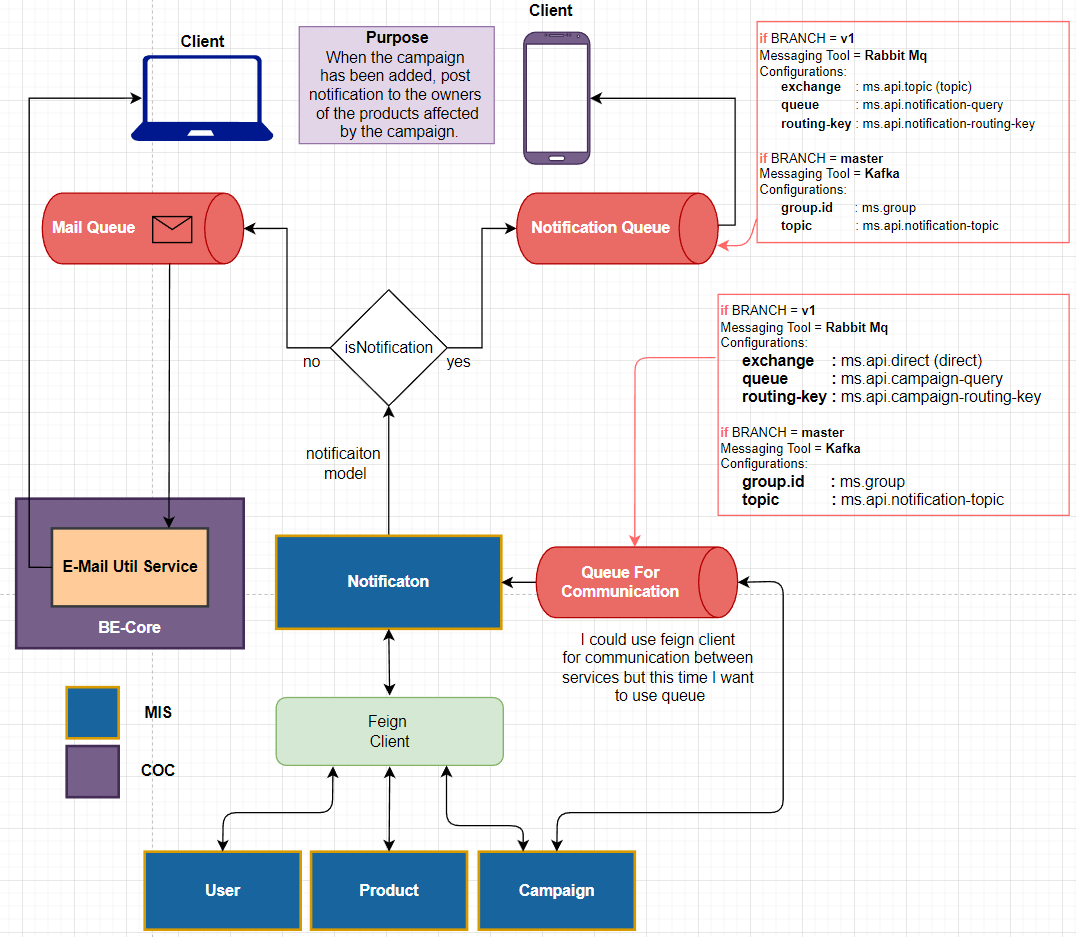 Client
Client
Purpose
When the campaign
has been added, post
notification to the owners
of the products affected
by the campaign.
if BRANCH = v1
Messaging Tool = Rabbit Mq
Configurations:
exchange : ms.api.topic (topic)
queue : ms.api.notification-query
routing-key : ms.api.notification-routing-key
if BRANCH = master
Messaging Tool = Kafka
Configurations:
group.id : ms.group
topic : ms.api.notification-topic
Mail Queue
Notification Queue
isNotification
no
yes
if BRANCH = v1
Messaging Tool = Rabbit Mq
Configurations:
exchange : ms.api.direct (direct)
queue : ms.api.campaign-query
routing-key : ms.api.campaign-routing-key
if BRANCH = master
Messaging Tool = Kafka
Configurations:
group.id : ms.group
topic : ms.api.notification-topic
notificaiton
model
E-Mail Util Service
BE-Core
Notificaton
Queue For
Communication
I could use feign client
for communication between
services but this time I want
to use queue
MIS
COC
Feign
Client
User
Product
Campaign